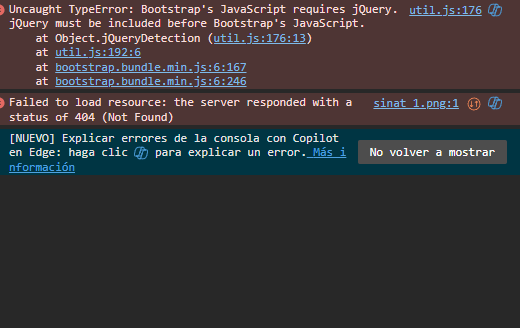 Uncaught TypeError: Bootstrap's JavaScript requires jQuery. util.js:176
jQuery must be included before Bootstrap's JavaScript.
at Object.jQueryDetection (util.js:176:13)
at util.js:192:6
at bootstrap.bundle.min.js:6:167
at bootstrap.bundle.min.js:6:246
Failed to load resource: the server responded with a sinat 1.png:1
status of 404 (Not Found)
[NUEVO] Explicar errores de la consola con Copilot
en Edge: haga clic para explicar un error. Más i
nformación
No volver a mostrar